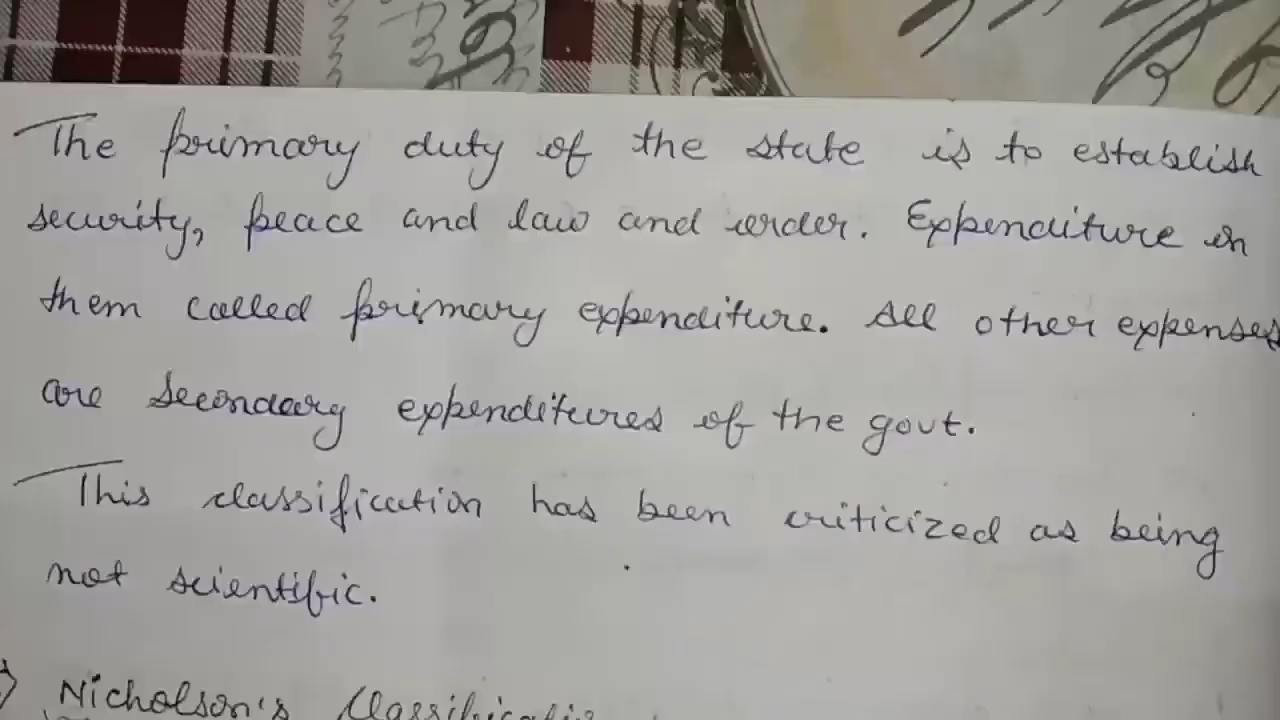 The primary duty of the state is to establish
security, peace and law and order. Expenditure on
them called primary expenditure. All other expenses
are secondary expenditures of the govt.
This classification has been criticized as being
not scientific.
Nicholson's Classificatio